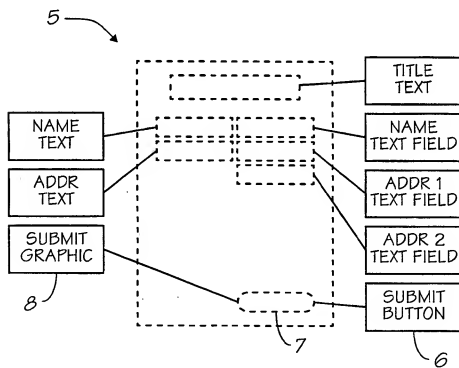 5
TITLE
TEXT
NAME
TEXT
NAME
TEXT FIELD
ADDR
TEXT
ADDR 1
TEXT FIELD
SUBMIT
GRAPHIC
ADDR 2
TEXT FIELD
8
SUBMIT
BUTTON
7
6